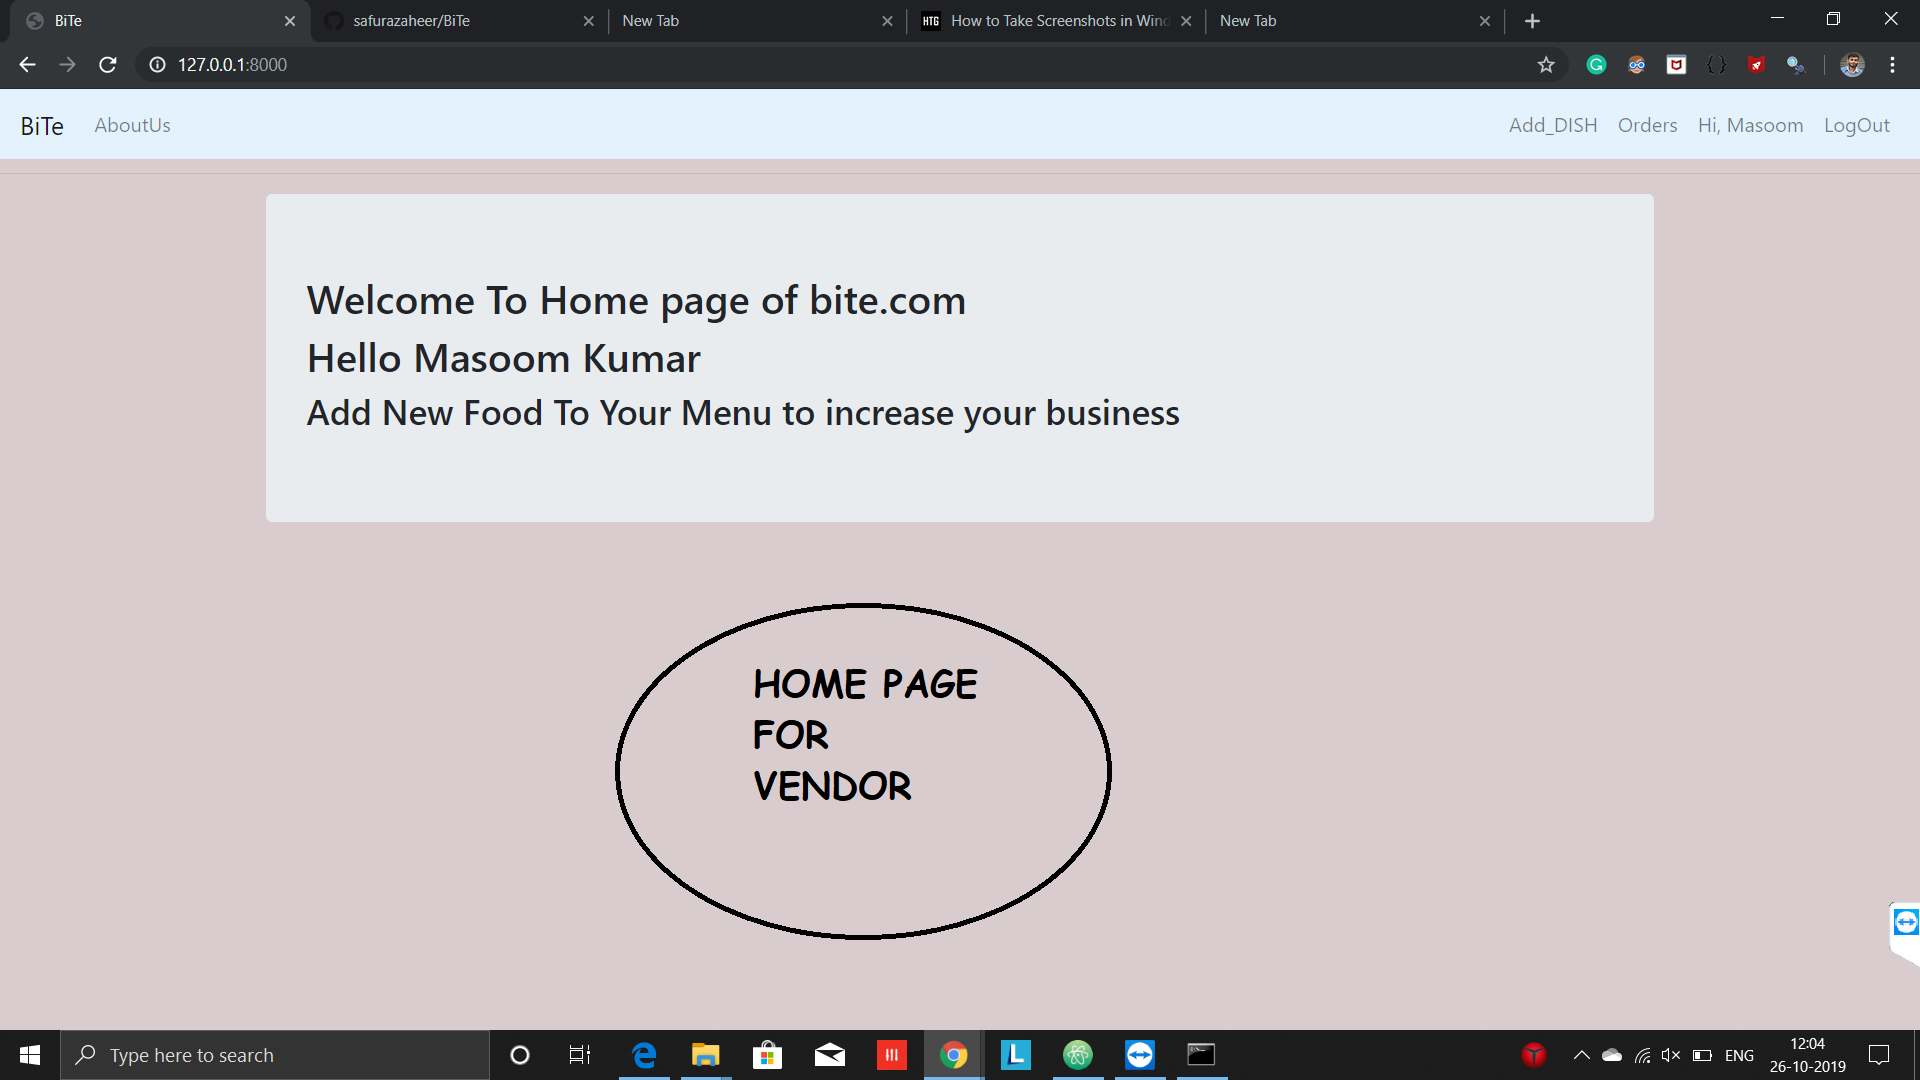 BiTe
safurazaheer/BiTe
New Tab
HTG How to Take Screenshots in Wind
New Tab
127.0.0.1:8000
BiTe AboutUs Add_DISH Orders Hi, Masoom LogOut
Welcome To Home page of bite.com
Hello Masoom Kumar
Add New Food To Your Menu to increase your business
HOME PAGE
FOR
VENDOR
Type here to search
L
ENG
12:04
26-10-2019